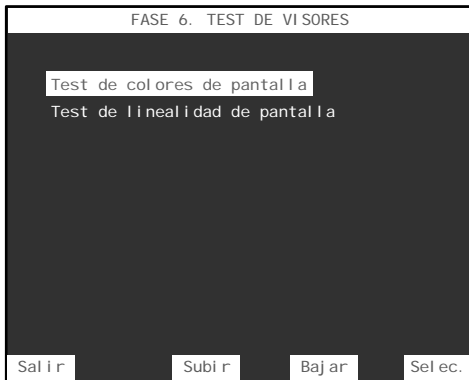 FASE 6. TEST DE VISORES
Test de colores de pantalla
Test de linealidad de pantalla
Salir Subir Bajar Selec.